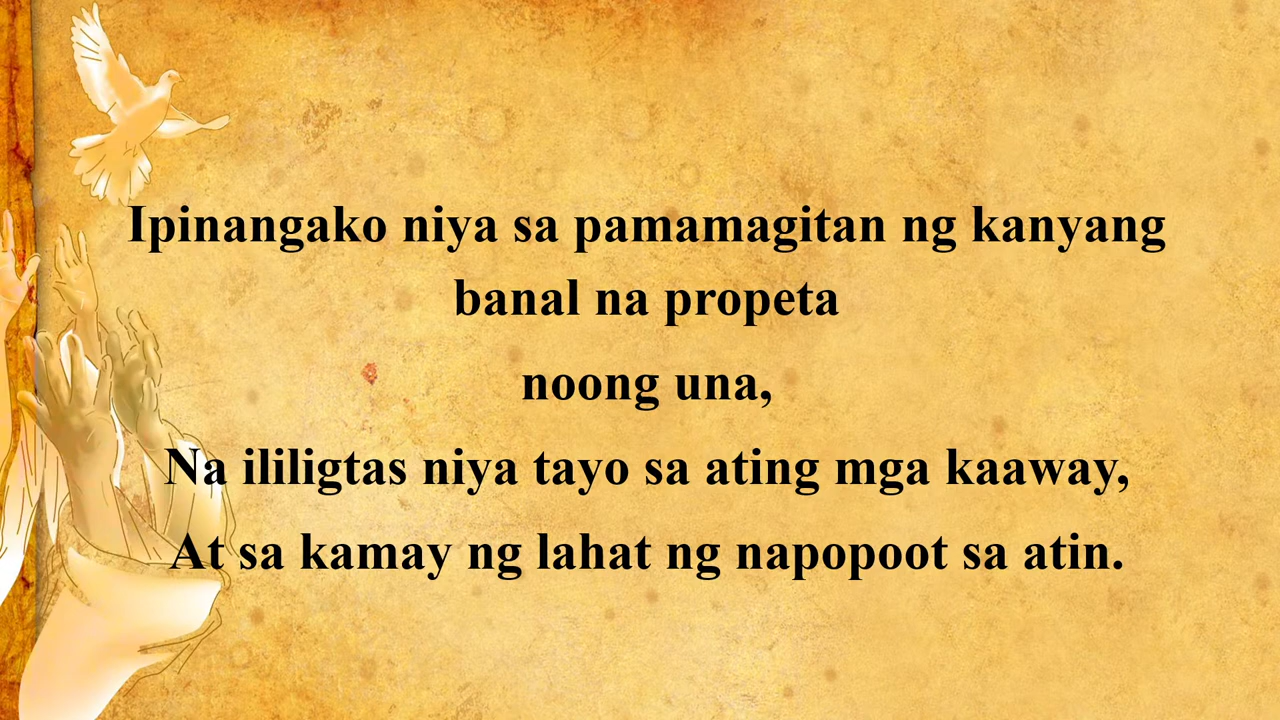 Ipinangako niya sa pamamagitan ng kanyang
banal na propeta
noong una,
Na ililigtas niya tayo sa ating mga kaaway,
At sa kamay ng lahat ng napopoot sa atin.